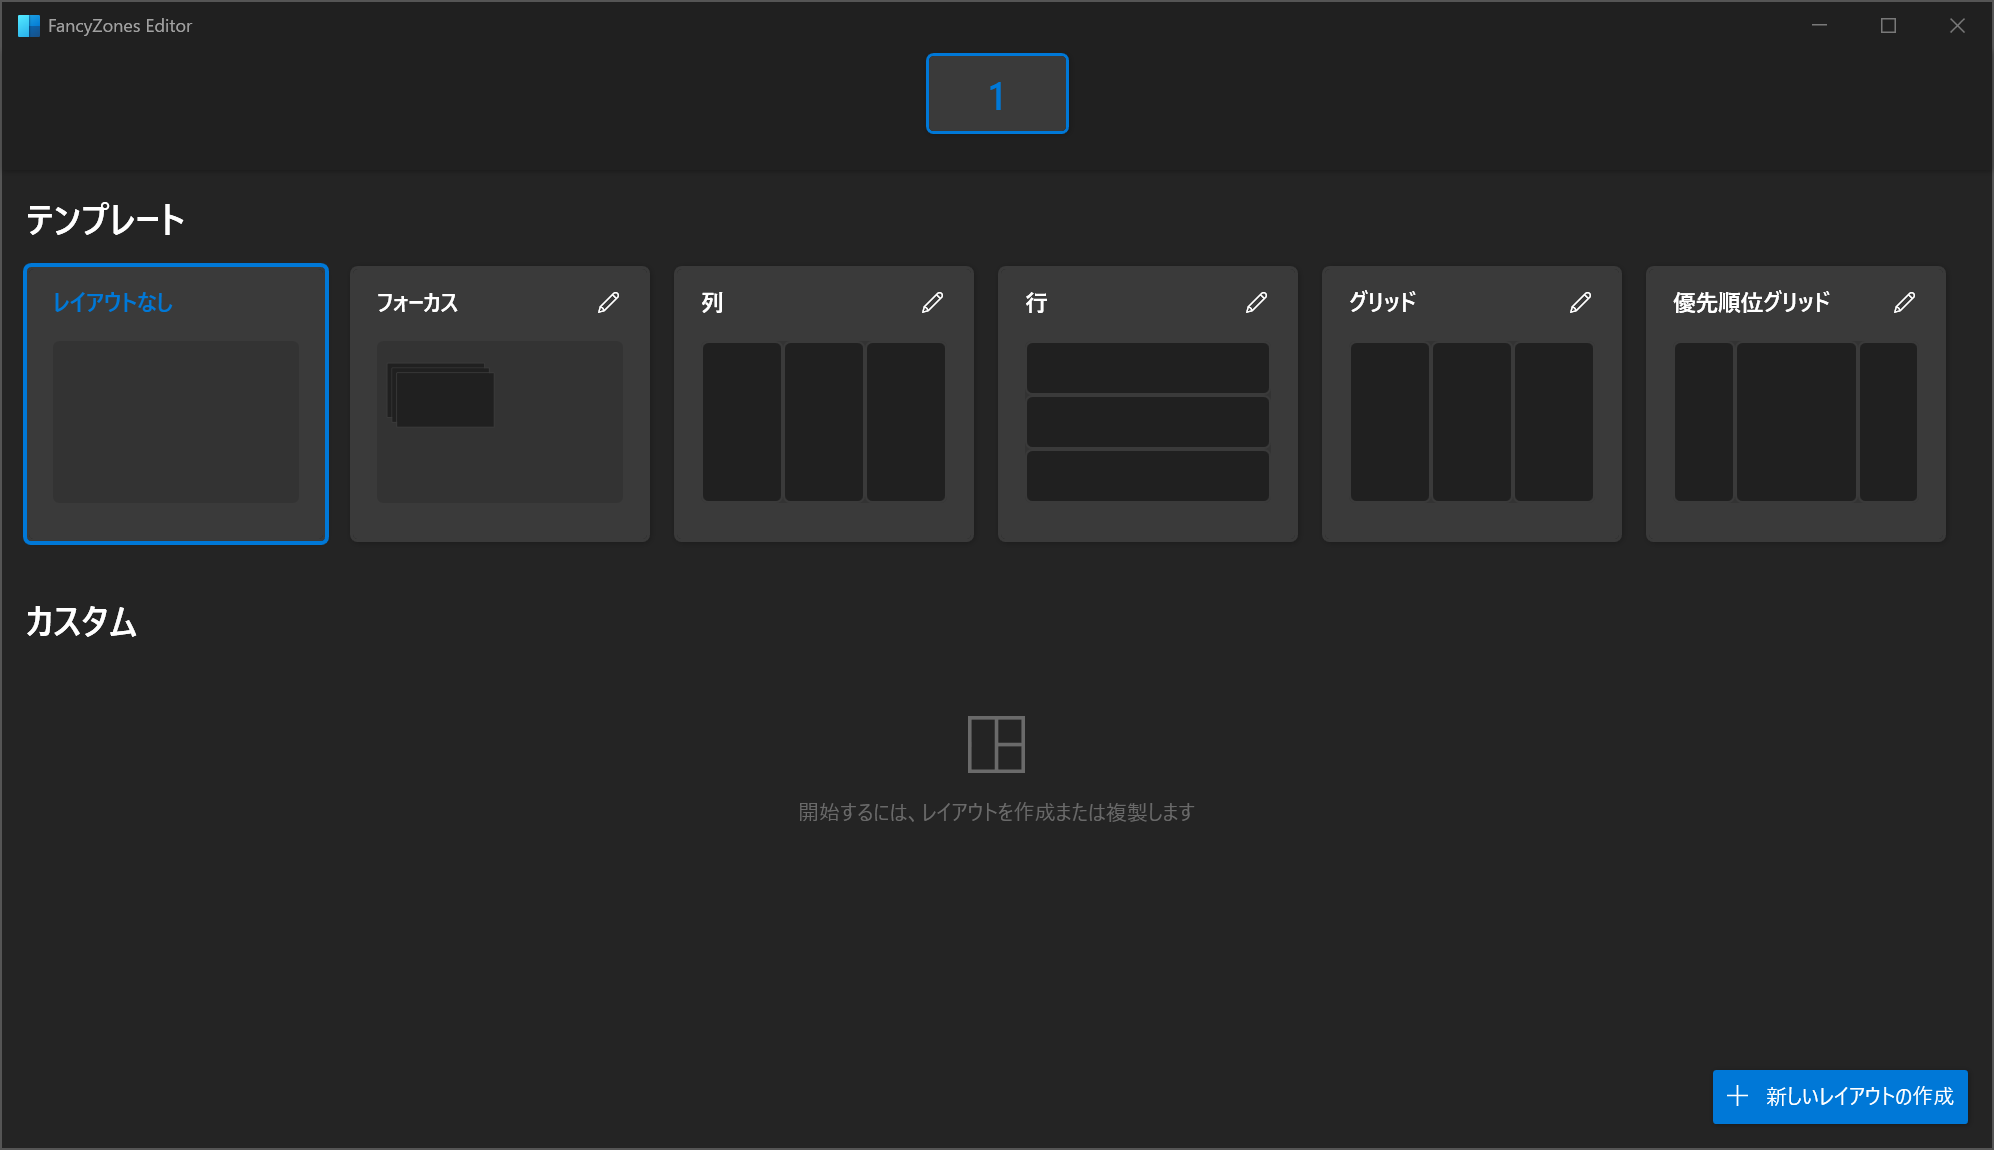 FancyZones Editor
1
テンプレート
レイアウトなし
フォーカス
列
行
グリッド
優先順位グリッド
カスタム
開始するには、レイアウトを作成または複製します
新しいレイアウトの作成